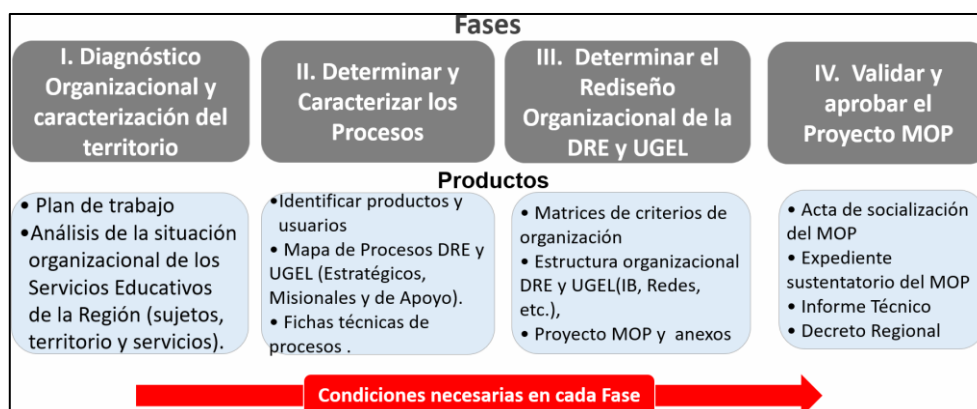 Fases
I. Diagnóstico
Organizacional y
caracterización del
territorio
II. Determinar y
Caracterizar los
Procesos
III. Determinar el
Rediseño
Organizacional de la
DRE y UGEL
IV. Validar y
aprobar el
Proyecto MOP
Productos
• Plan de trabajo
•Análisis de la situación
organizacional de los
Servicios Educativos
de la Región (sujetos,
territorio y servicios).
•Identificar productos y
usuarios
• Mapa de Procesos DRE y
UGEL (Estratégicos,
Misionales y de Apoyo).
• Fichas técnicas de
procesos .
• Matrices de criterios de
organización
• Estructura organizacional
DRE y UGEL(IB, Redes,
etc.),
• Proyecto MOP y anexos
• Acta de socialización
del MOP
• Expediente
sustentatorio del MOP
• Informe Técnico
• Decreto Regional
Condiciones necesarias en cada Fase